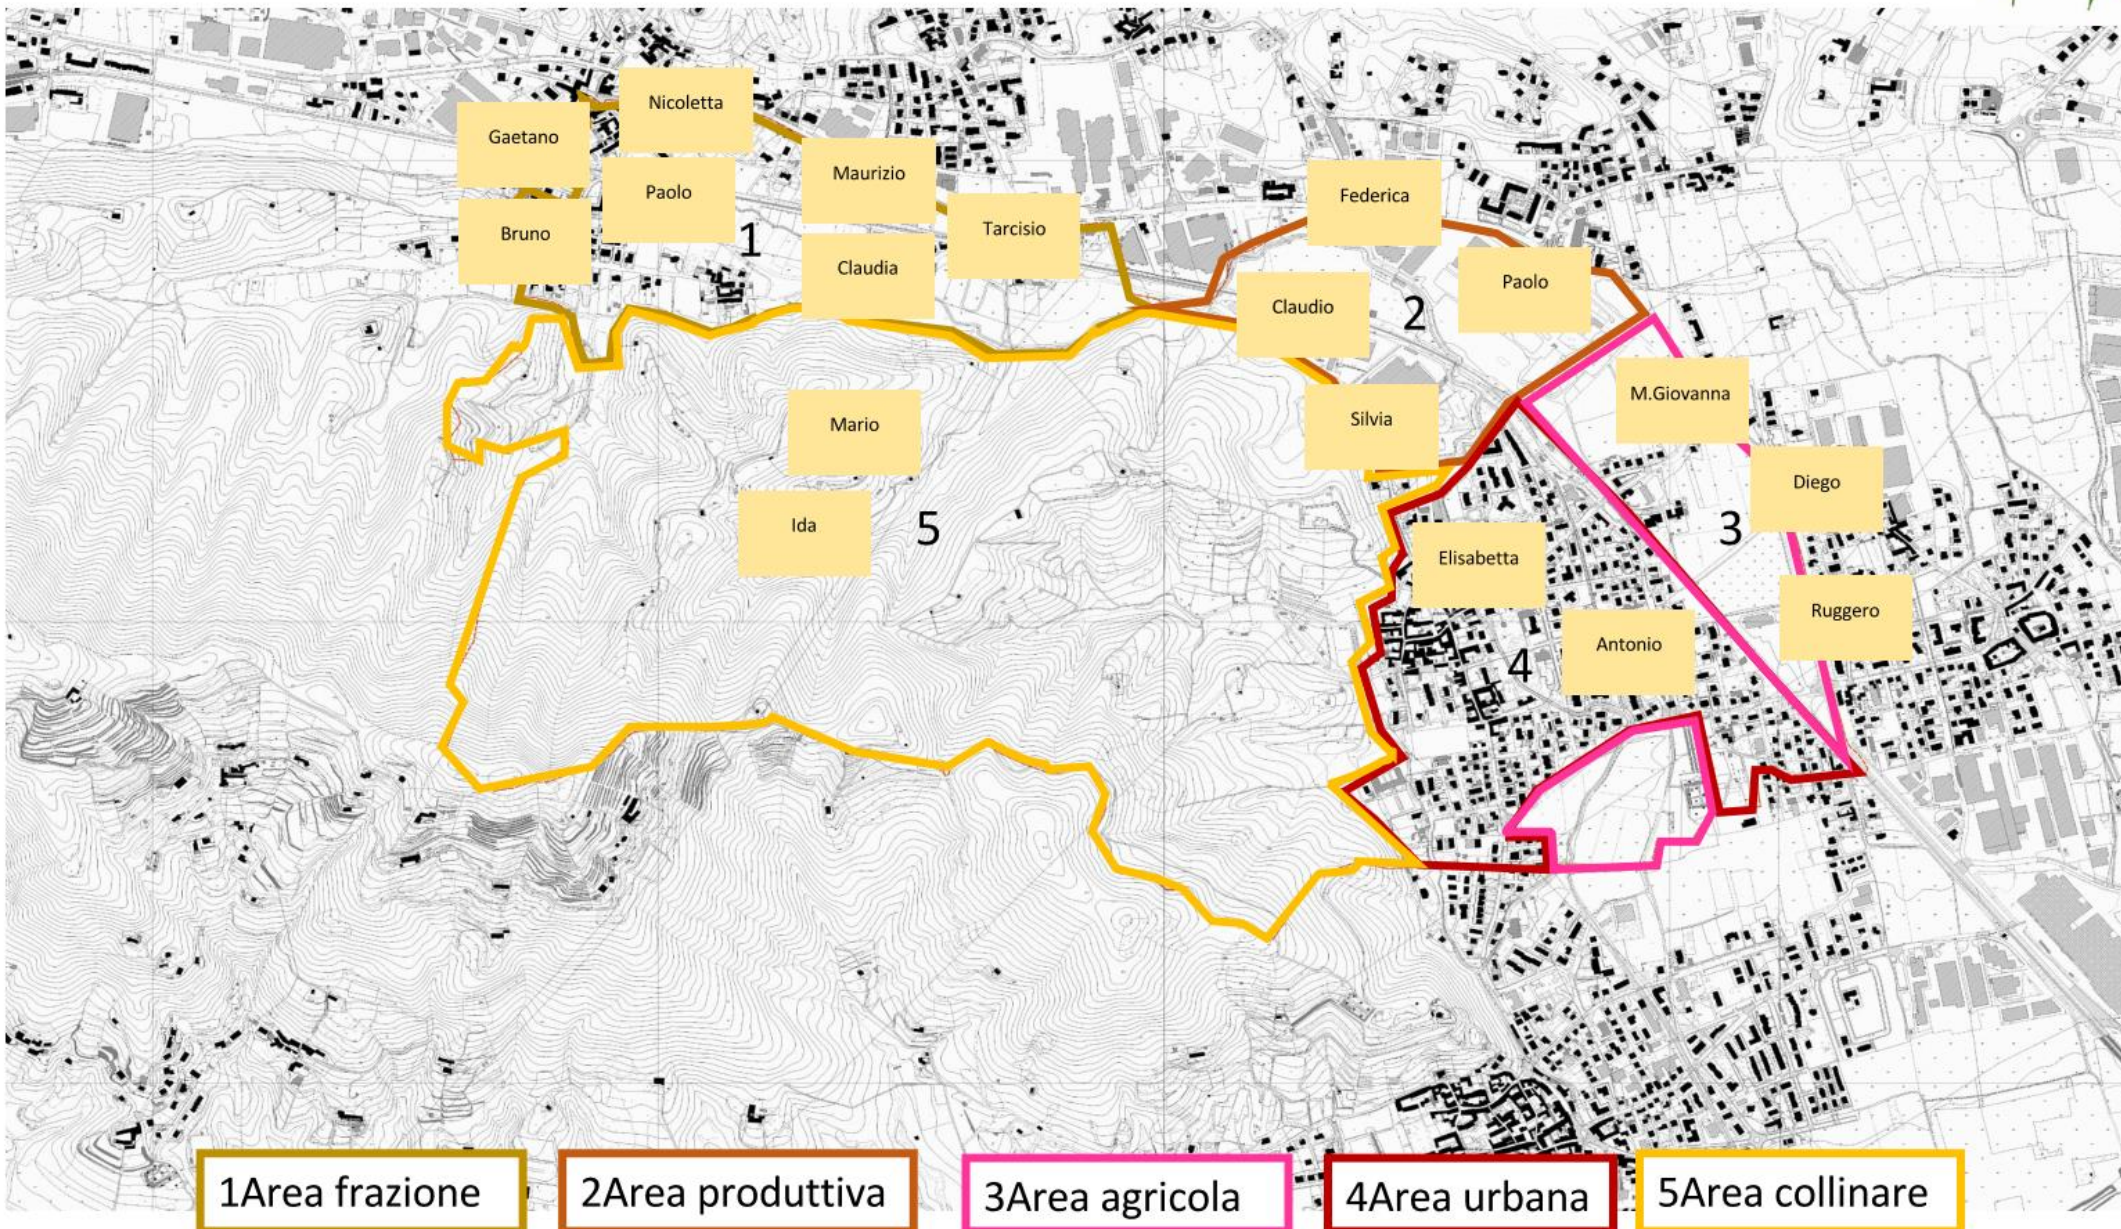 Nicoletta
Gaetano
Maurizio
Paolo
Federica
Tarcisio
Bruno
1
Claudia
Paolo
Claudio
2
M.Giovanna
Silvia
Mario
Diego
Ida
5
3
Elisabetta
Ruggero
Antonio
4
1Area frazione
2Area produttiva
3Area agricola
4Area urbana
5Area collinare